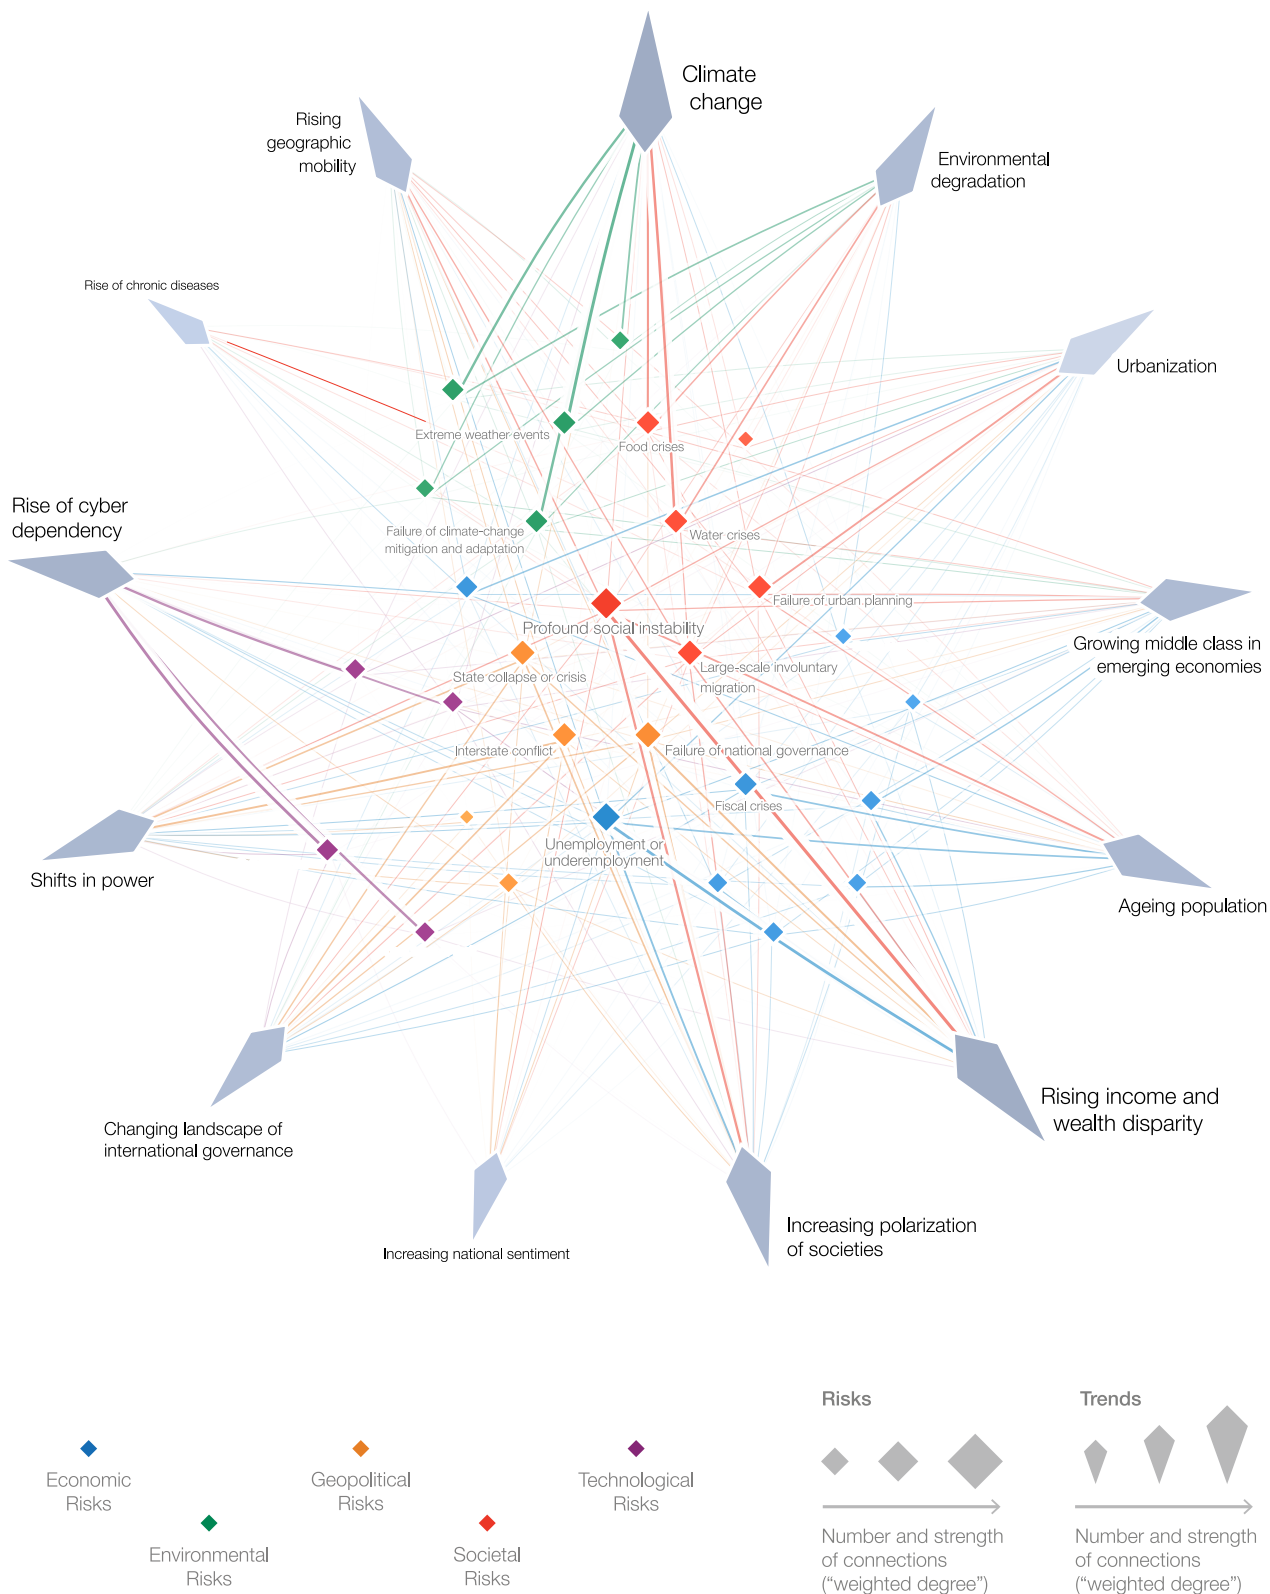 Climate
change
Rising
geographic
mobility
Environmental
degradation
Rise of chronic diseases
Urbanization
Extreme weather events
Food crises
Rise of cyber
dependency
Failure of climate-change
mitigation and adaptation
Water crises
Failure of urban planning
Profound social instability
Growing middle class in
emerging economies
State collapse or crisis
Large-scale involuntary
migration
Interstate conflict
Failure of national governance
Fiscal crises
Unemployment or
underemployment
Shifts in power
Ageing population
Changing landscape of
international governance
Rising income and
wealth disparity
Increasing national sentiment
Increasing polarization
of societies
Risks
Trends
Economic
Risks
Geopolitical
Risks
Technological
Risks
Environmental
Risks
Societal
Risks
Number and strength
of connections
(“weighted degree”)
Number and strength
of connections
(“weighted degree”)